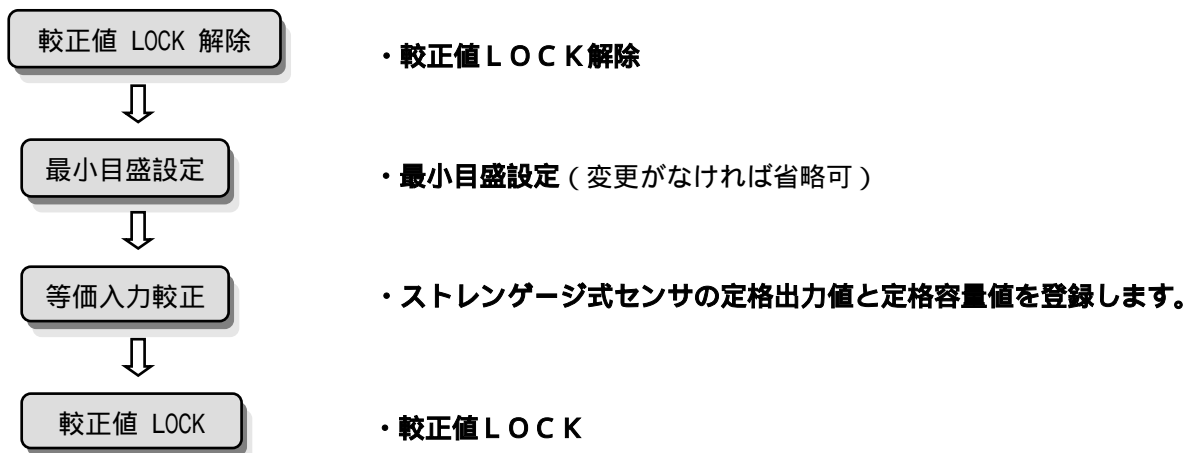 較正値 LOCK 解除
・較正値ＬＯＣＫ解除
最小目盛設定
・最小目盛設定（変更がなければ省略可）
等価入力較正
・ストレンゲージ式センサの定格出力値と定格容量値を登録します。
較正値 LOCK
・較正値ＬＯＣＫ